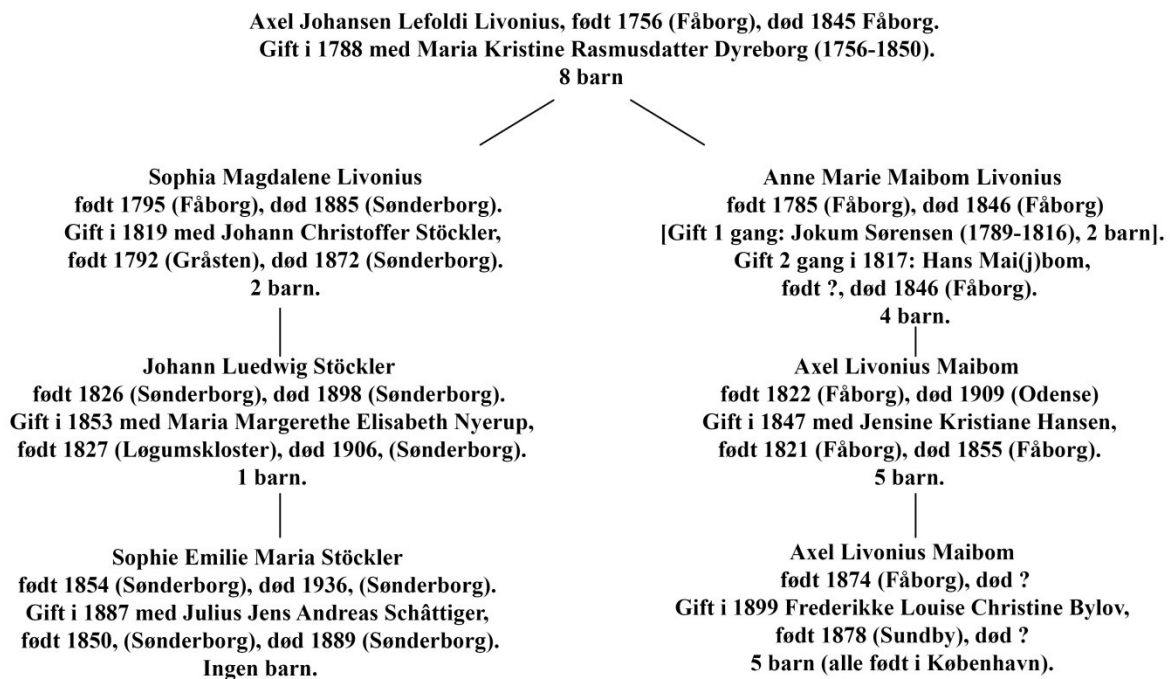 Axel Johansen Lefoldi Livonius, født 1756 (Fåborg), død 1845 Fåborg.
Gift i 1788 med Maria Kristine Rasmusdatter Dyreborg (1756-1850).
8 barn
Sophia Magdalene Livonius
født 1795 (Fåborg), død 1885 (Sønderborg).
Gift i 1819 med Johann Christoffer Stöckler,
født 1792 (Gråsten), død 1872 (Sønderborg).
2 barn.
Johann Luedwig Stöckler
født 1826 (Sønderborg), død 1898 (Sønderborg).
Gift i 1853 med Maria Margerethe Elisabeth Nyerup,
født 1827 (Løgumskloster), død 1906, (Sønderborg).
1 barn.
Sophie Emilie Maria Stöckler
født 1854 (Sønderborg), død 1936, (Sønderborg).
Gift i 1887 med Julius Jens Andreas Schâttiger,
født 1850, (Sønderborg), død 1889 (Sønderborg).
Ingen barn.
Anne Marie Maibom Livonius
født 1785 (Fåborg), død 1846 (Fåborg)
[Gift 1 gang: Jokum Sørensen (1789-1816), 2 barn].
Gift 2 gang i 1817: Hans Mai(j)bom,
født ?, død 1846 (Fåborg).
4 barn.
Axel Livonius Maibom
født 1822 (Fåborg), død 1909 (Odense)
Gift i 1847 med Jensine Kristiane Hansen,
født 1821 (Fåborg), død 1855 (Fåborg).
5 barn.
Axel Livonius Maibom
født 1874 (Fåborg), død ?
Gift i 1899 Frederikke Louise Christine Bylov,
født 1878 (Sundby), død ?
5 barn (alle født i København).